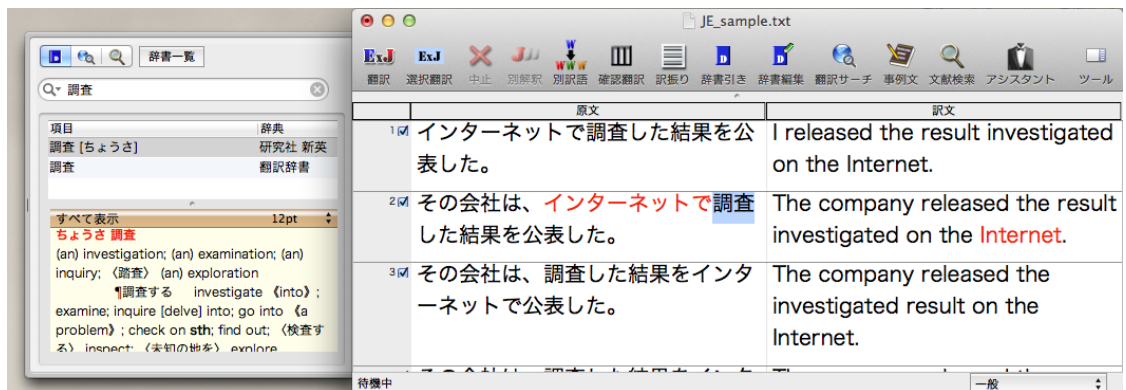 辞書一覧
調査
項目 辞典
調査 [ちょうさ] 研究社 新英
調査 翻訳辞書
すべて表示 12pt
ちょうさ 調査
(an) investigation; (an) examination; (an)
inquiry; 〈踏査〉 (an) exploration
¶調査する investigate 《into》;
examine; inquire [delve] into; go into 《a
problem》; check on sth; find out; 〈検査す
る〉 inspect; 〈未知の地を〉 explore
JE_sample.txt
ExJ ExJ J W WWW D D
翻訳 選択翻訳 中止 別解釈 別訳語 確認翻訳 訳振り 辞書引き 辞書編集 翻訳サーチ 事例文 文献検索 アシスタント ツール
原文 訳文
1 インターネットで調査した結果を公
表した。
I released the result investigated
on the Internet.
2 その会社は、インターネットで調査
した結果を公表した。
The company released the result
investigated on the Internet.
3 その会社は、調査した結果をインタ
ーネットで公表した。
The company released the
investigated result on the
Internet.
待機中 一般